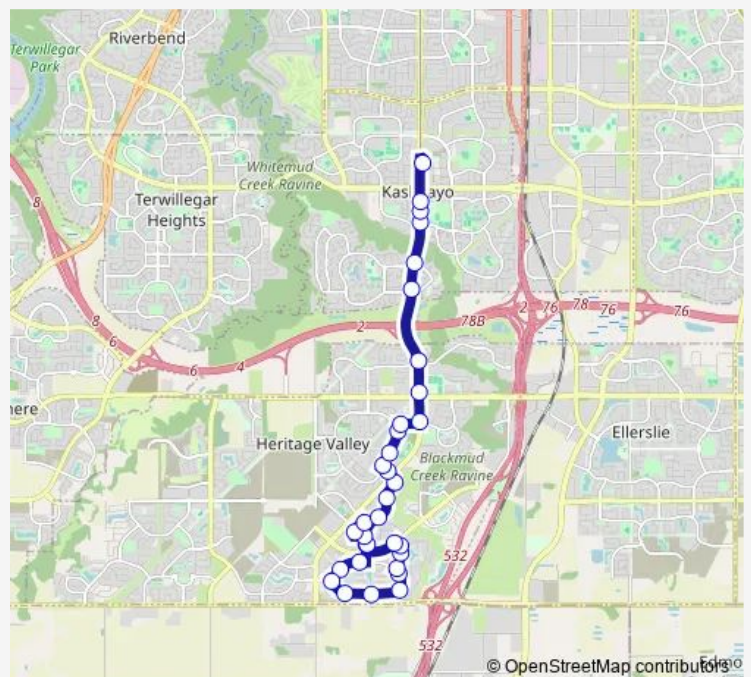 Riverbend
Terwillegar
Park
Whitemud
Creek Ravine
Terwillegar
Heights
8
2
76
78
76
76
78B
2
8
6
6
4
Heritage Valley
Ellerslie
Blackmud
Creek Ravine
532
532
© OpenStreetMap contributors